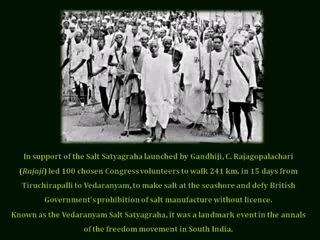 In support of the Salt Satyagraha launched by Gandhiji, C. Rajagopalachari
(Rajaji) led 100 chosen Congress volunteers to walk 241 km. in 15 days from
Tiruchirapalli to Vedaranyam, to make salt at the seashore and defy British
Government's prohibition of salt manufacture without licence.
Known as the Vedaranyam Salt Satyagraha, it was a landmark event in the annals
of the freedom movement in South India.